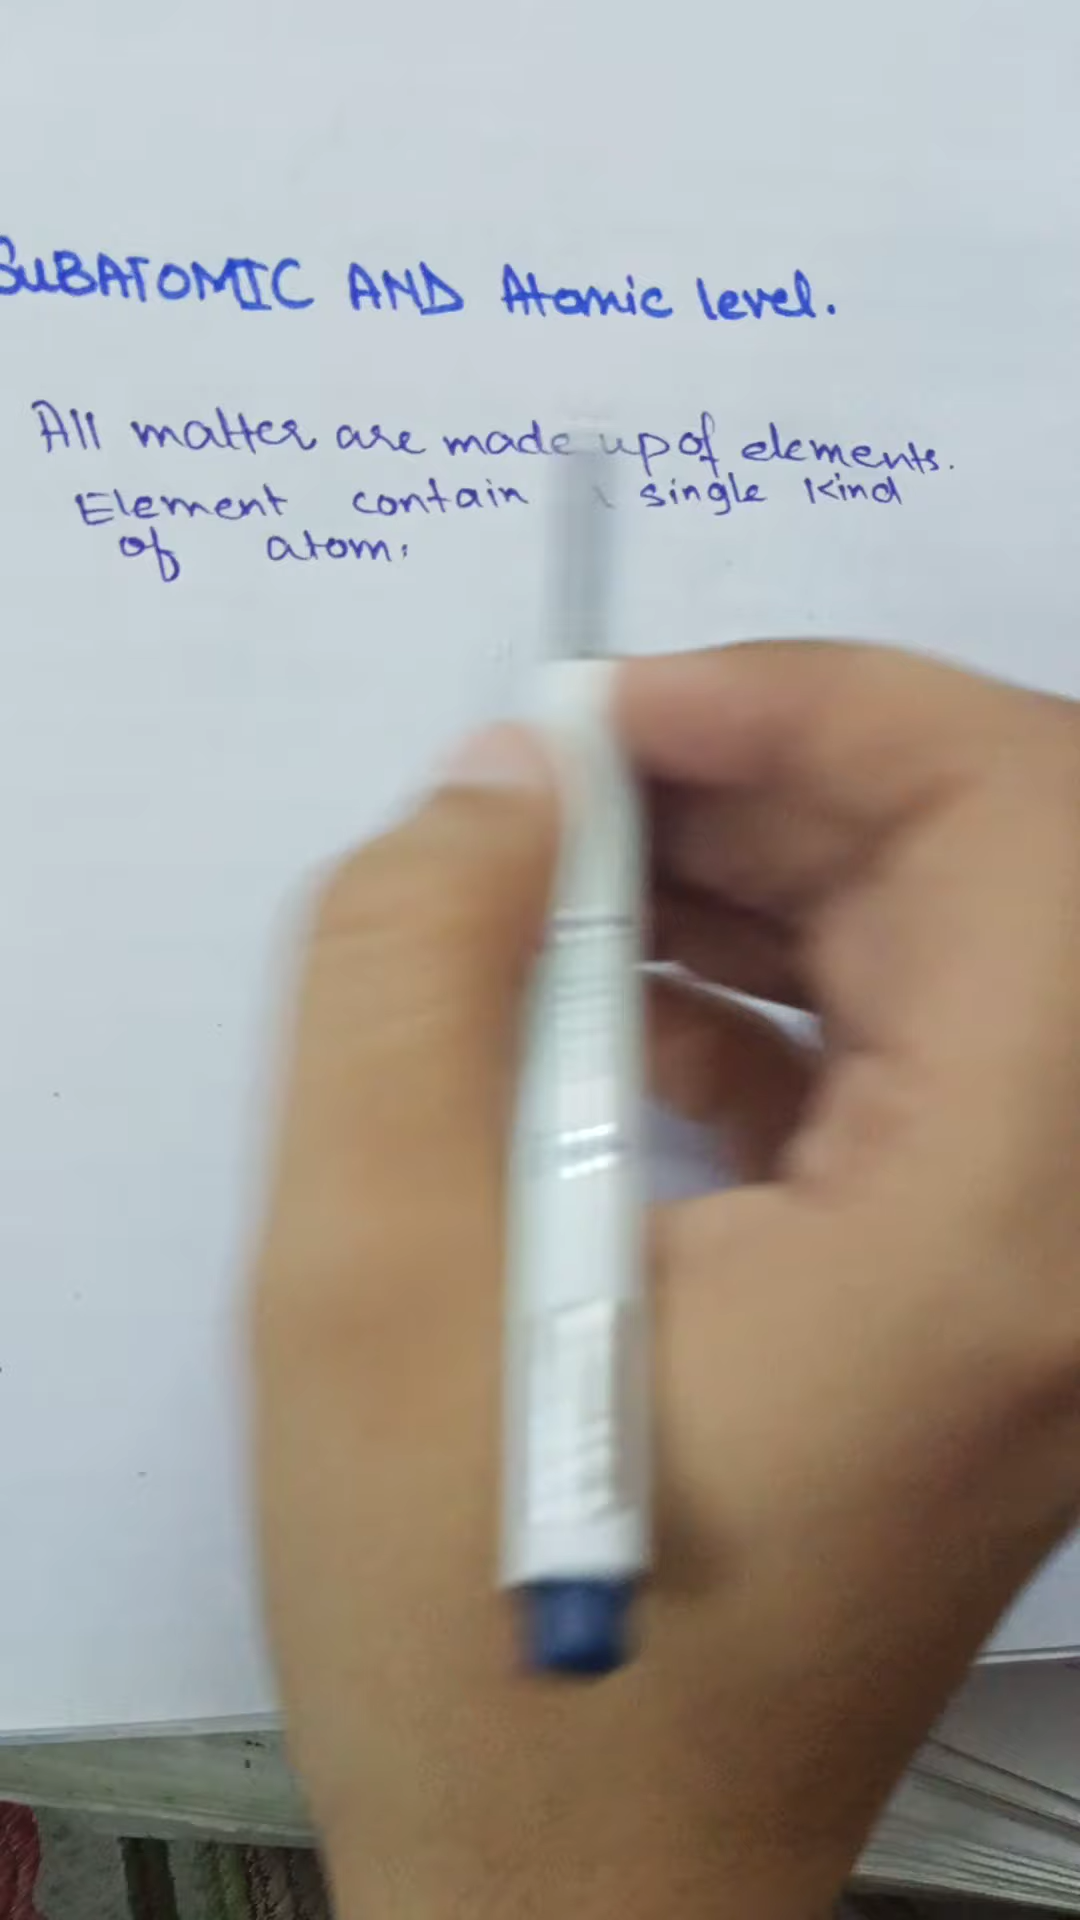 SUBATOMIC AND Atomic level.
All matter are made up of elements.
Element contain single kind
of atom.